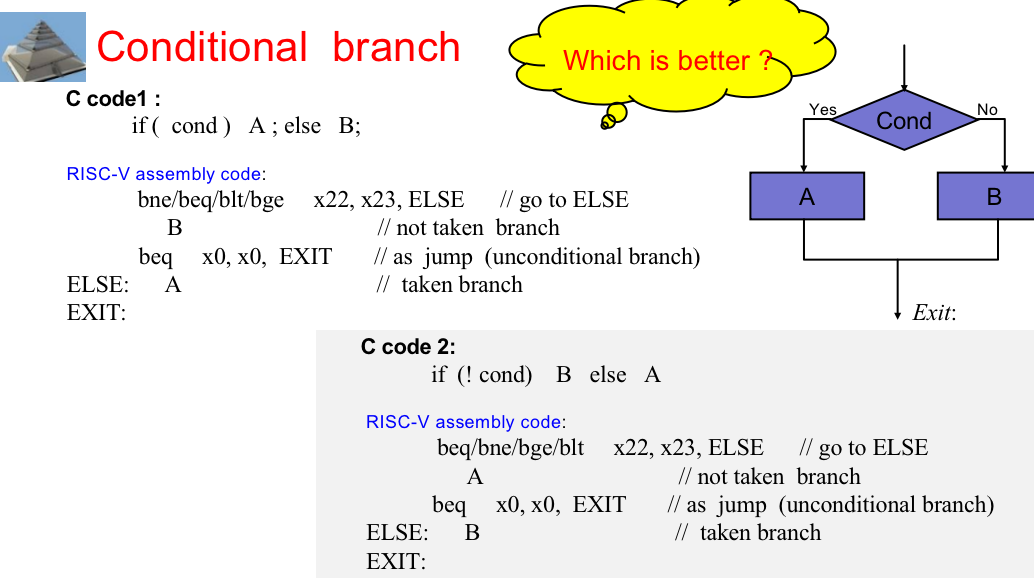 Conditional branch
Which is better ?
C code1 :
if ( cond ) A ; else B;
RISC-V assembly code:
bne/beq/blt/bge x22, x23, ELSE // go to ELSE
B // not taken branch
beq x0, x0, EXIT // as jump (unconditional branch)
ELSE: A // taken branch
EXIT:
Yes
Cond
No
A
B
Exit:
C code 2:
if (! cond) B else A
RISC-V assembly code:
beq/bne/bge/blt x22, x23, ELSE // go to ELSE
A // not taken branch
beq x0, x0, EXIT // as jump (unconditional branch)
ELSE: B // taken branch
EXIT: